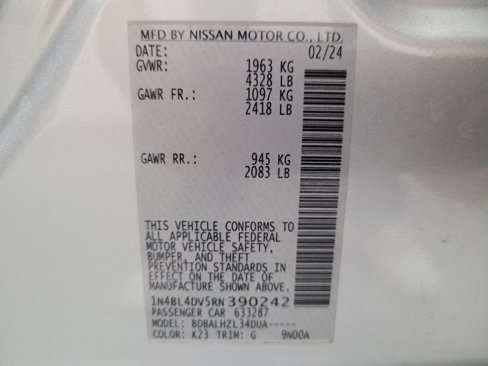 MFD BY NISSAN MOTOR CO., LTD.
DATE: 02/24
GVWR: 1963 KG
4328 LB
GAWR FR.: 1097 KG
2418 LB
GAWR RR.: 945 KG
2083 LB
THIS VEHICLE CONFORMS TO
ALL APPLICABLE FEDERAL
MOTOR VEHICLE SAFETY,
BUMPER, AND THEFT
PREVENTION STANDARDS IN
EFFECT ON THE DATE OF
MANUFACTURE SHOWN ABOVE.
1N4BL4DV5RN390242
PASSENGER CAR 633287
MODEL: BDBALHZL34DUA-----
COLOR: K23 TRIM: G 9N00A